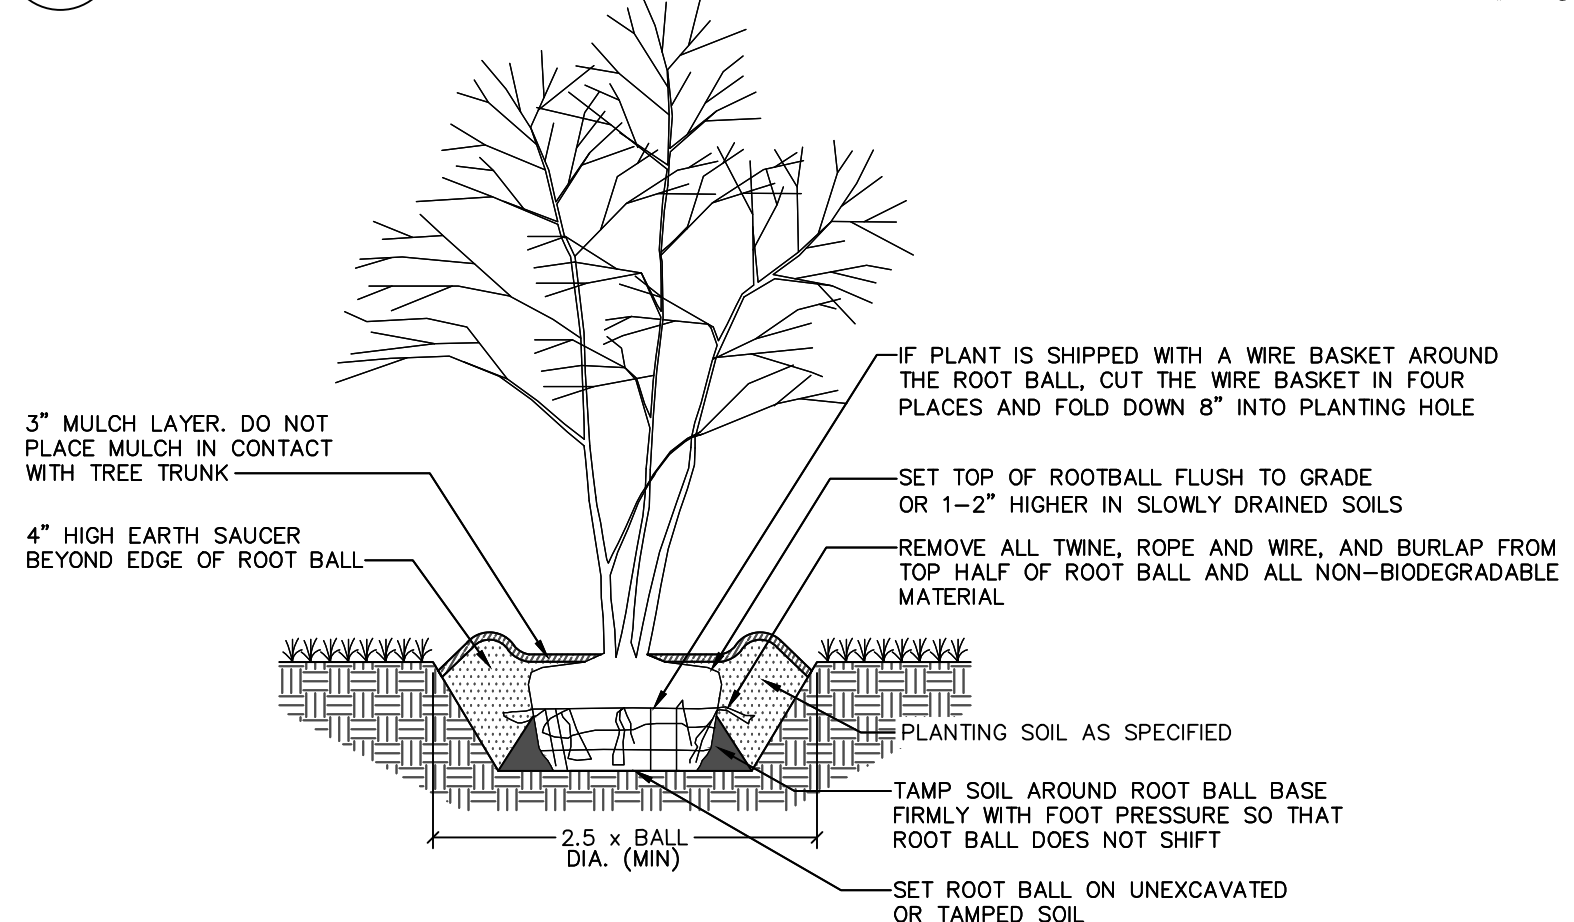 3" MULCH LAYER. DO NOT
PLACE MULCH IN CONTACT
WITH TREE TRUNK
4" HIGH EARTH SAUCER
BEYOND EDGE OF ROOT BALL
IF PLANT IS SHIPPED WITH A WIRE BASKET AROUND
THE ROOT BALL, CUT THE WIRE BASKET IN FOUR
PLACES AND FOLD DOWN 8" INTO PLANTING HOLE
SET TOP OF ROOTBALL FLUSH TO GRADE
OR 1-2" HIGHER IN SLOWLY DRAINED SOILS
REMOVE ALL TWINE, ROPE AND WIRE, AND BURLAP FROM
TOP HALF OF ROOT BALL AND ALL NON-BIODEGRADABLE
MATERIAL
PLANTING SOIL AS SPECIFIED
TAMP SOIL AROUND ROOT BALL BASE
FIRMLY WITH FOOT PRESSURE SO THAT
ROOT BALL DOES NOT SHIFT
2.5 x BALL
DIA. (MIN)
SET ROOT BALL ON UNEXCAVATED
OR TAMPED SOIL